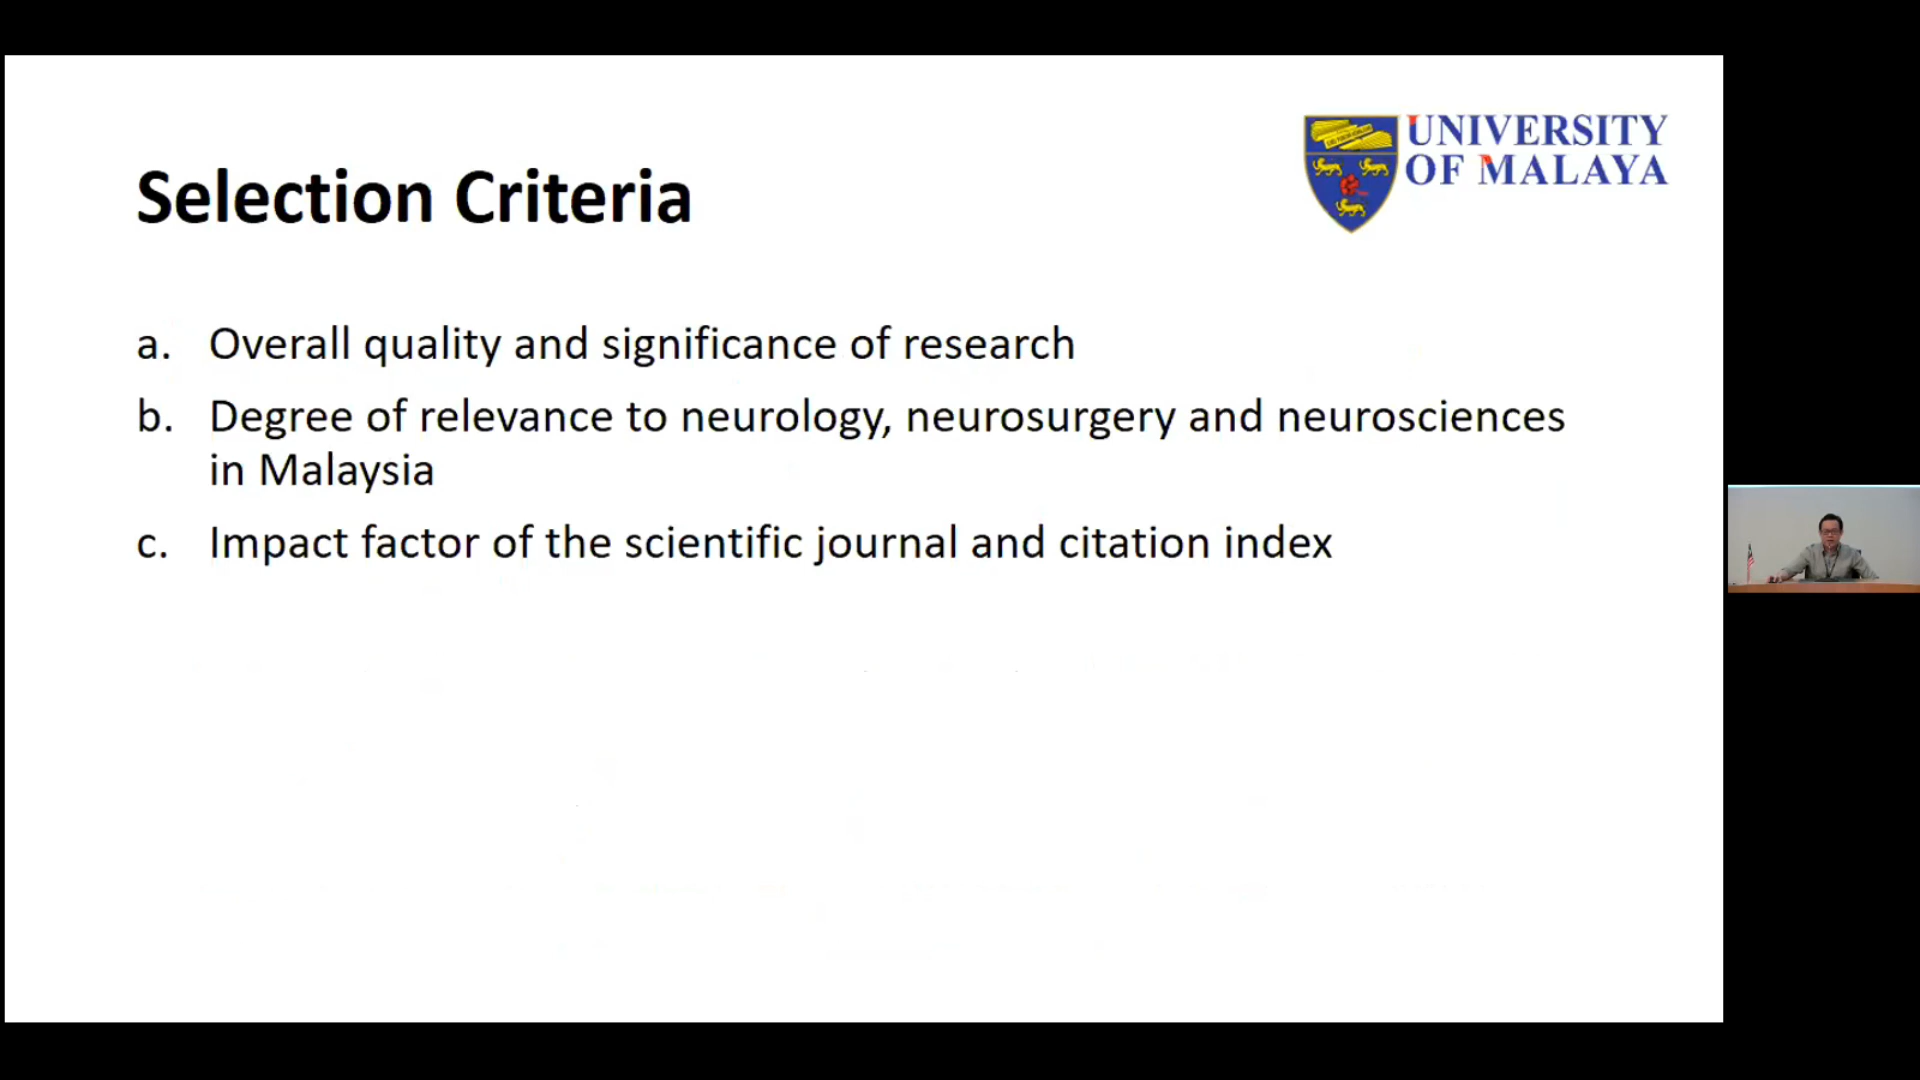 UNIVERSITY
OF MALAYA
Selection Criteria
a. Overall quality and significance of research
b. Degree of relevance to neurology, neurosurgery and neurosciences
in Malaysia
c. Impact factor of the scientific journal and citation index